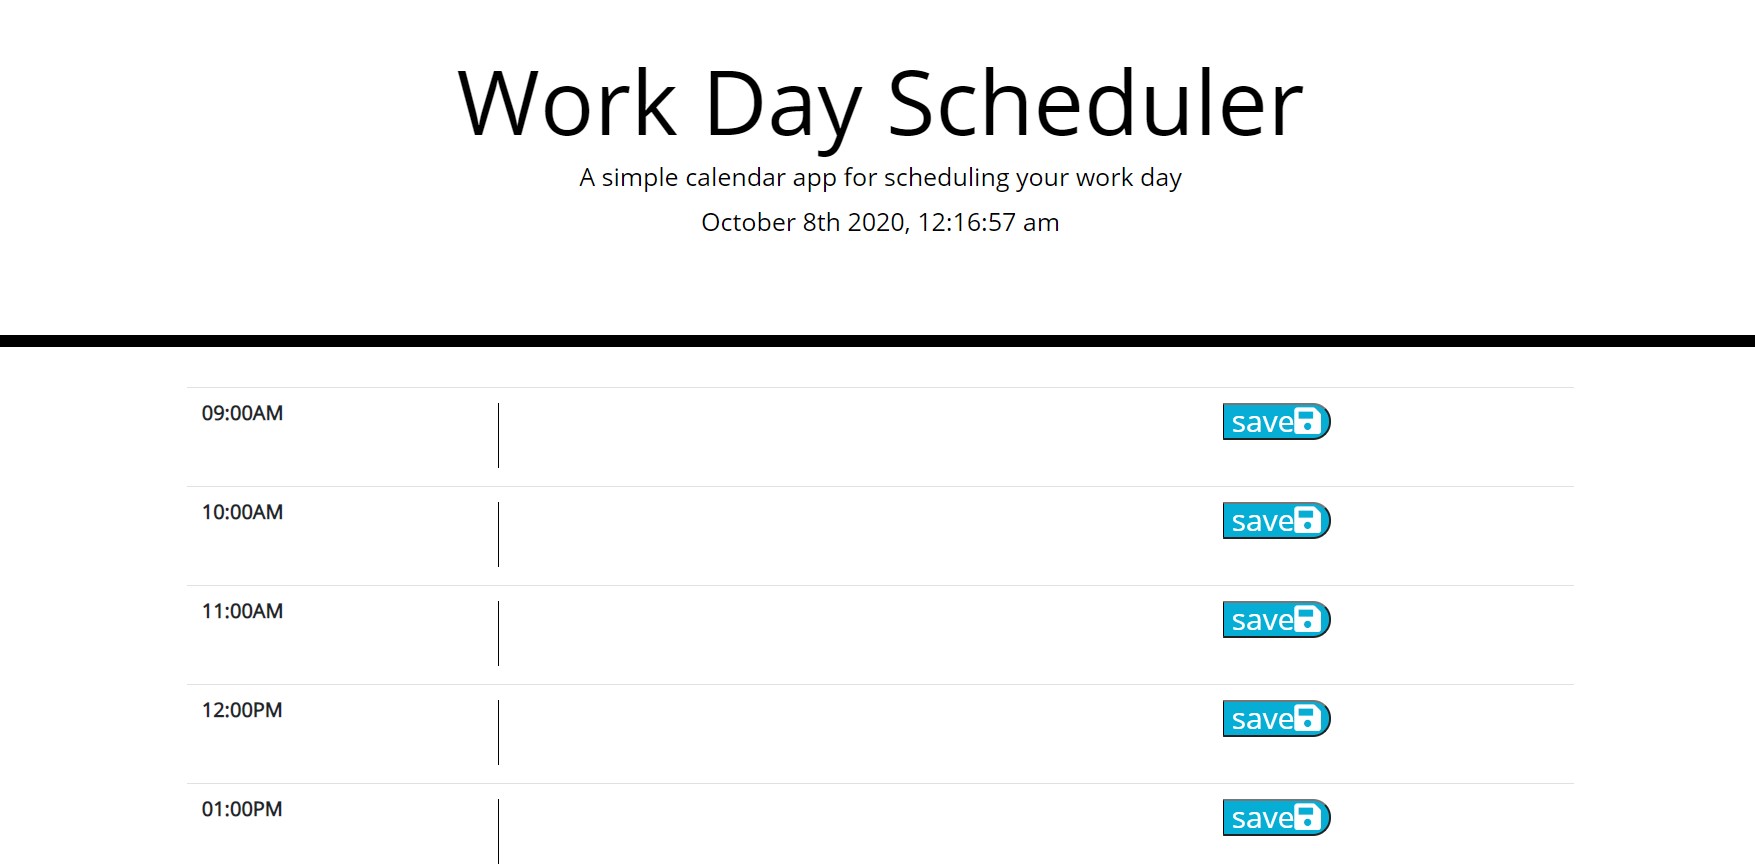 Work Day Scheduler
A simple calendar app for scheduling your work day
October 8th 2020, 12:16:57 am
09:00AM save
10:00AM save
11:00AM save
12:00PM save
01:00PM save